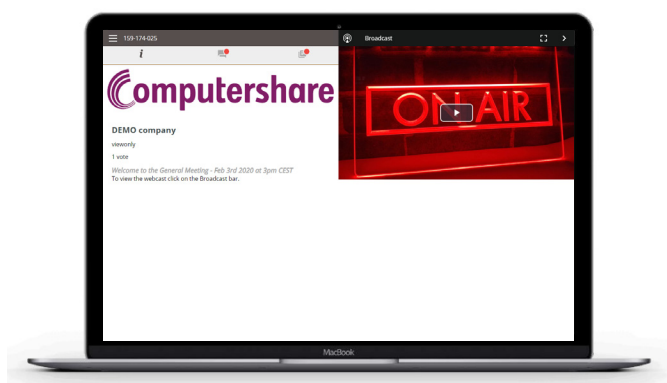 159-174-025
Broadcast
i
Computershare
ON AIR
DEMO company
viewonly
1 vote
Welcome to the General Meeting - Feb 3rd 2020 at 3pm CEST
To view the webcast click on the Broadcast bar.
MacBook